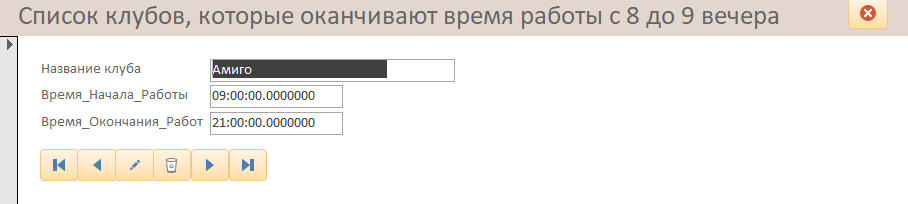 Список клубов, которые оканчивают время работы с 8 до 9 вечера
Название клуба Амиго
Время_Начала_Работы 09:00:00.0000000
Время_Окончания_Работ 21:00:00.0000000